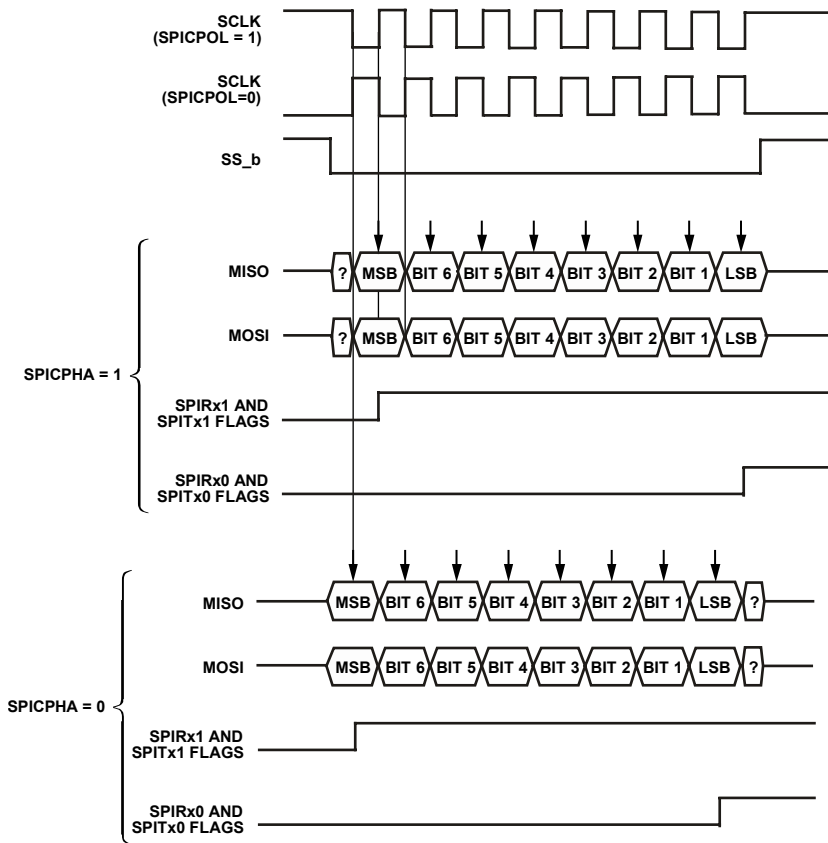 SCLK
(SPICPOL = 1)
SCLK
(SPICPOL=0)
SS_b
SPICPHA = 1
MISO
? MSB BIT 6 BIT 5 BIT 4 BIT 3 BIT 2 BIT 1 LSB
MOSI
? MSB BIT 6 BIT 5 BIT 4 BIT 3 BIT 2 BIT 1 LSB
SPIRx1 AND
SPITx1 FLAGS
SPIRx0 AND
SPITx0 FLAGS
SPICPHA = 0
MISO
MSB BIT 6 BIT 5 BIT 4 BIT 3 BIT 2 BIT 1 LSB ?
MOSI
MSB BIT 6 BIT 5 BIT 4 BIT 3 BIT 2 BIT 1 LSB ?
SPIRx1 AND
SPITx1 FLAGS
SPIRx0 AND
SPITx0 FLAGS